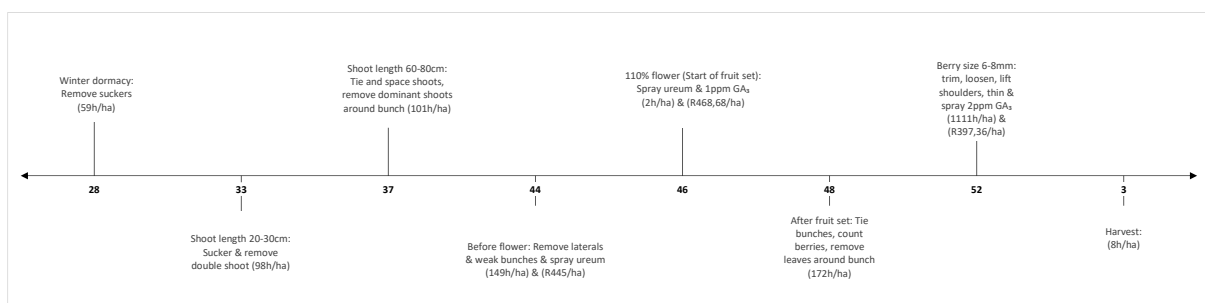 Winter dormacy:
Remove suckers
(59h/ha)
Shoot length 60-80cm:
Tie and space shoots,
remove dominant shoots
around bunch (101h/ha)
110% flower (Start of fruit set):
Spray ureum & 1ppm GA₃
(2h/ha) & (R468,68/ha)
Berry size 6-8mm:
trim, loosen, lift
shoulders, thin &
spray 2ppm GA₃
(1111h/ha) &
(R397,36/ha)
28 33 37 44 46 48 52 3
Shoot length 20-30cm:
Sucker & remove
double shoot (98h/ha)
Before flower: Remove laterals
& weak bunches & spray ureum
(149h/ha) & (R445/ha)
After fruit set: Tie
bunches, count
berries, remove
leaves around bunch
(172h/ha)
Harvest:
(8h/ha)